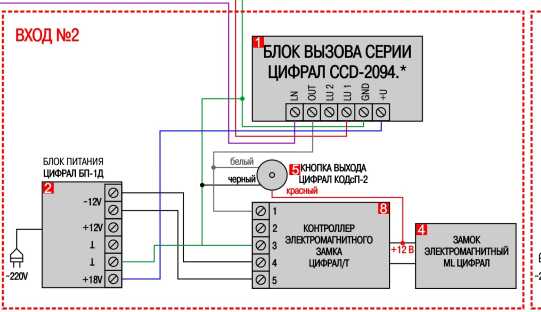 ВХОД №2
1
БЛОК ВЫЗОВА СЕРИИ
ЦИФРАЛ CCD-2094.*
LN
OUT
LU 2
LU 1
GND
+U
БЛОК ПИТАНИЯ
ЦИФРАЛ БП-1Д
2
-12V
+12V
⊥
⊥
+18V
~220V
белый
черный
красный
5
КНОПКА ВЫХОДА
ЦИФРАЛ КОДсП-2
8
1
2
3
4
5
КОНТРОЛЛЕР
ЭЛЕКТРОМАГНИТНОГО
ЗАМКА
ЦИФРАЛ/Т
+12 В
4
ЗАМОК
ЭЛЕКТРОМАГНИТНЫЙ
ML ЦИФРАЛ